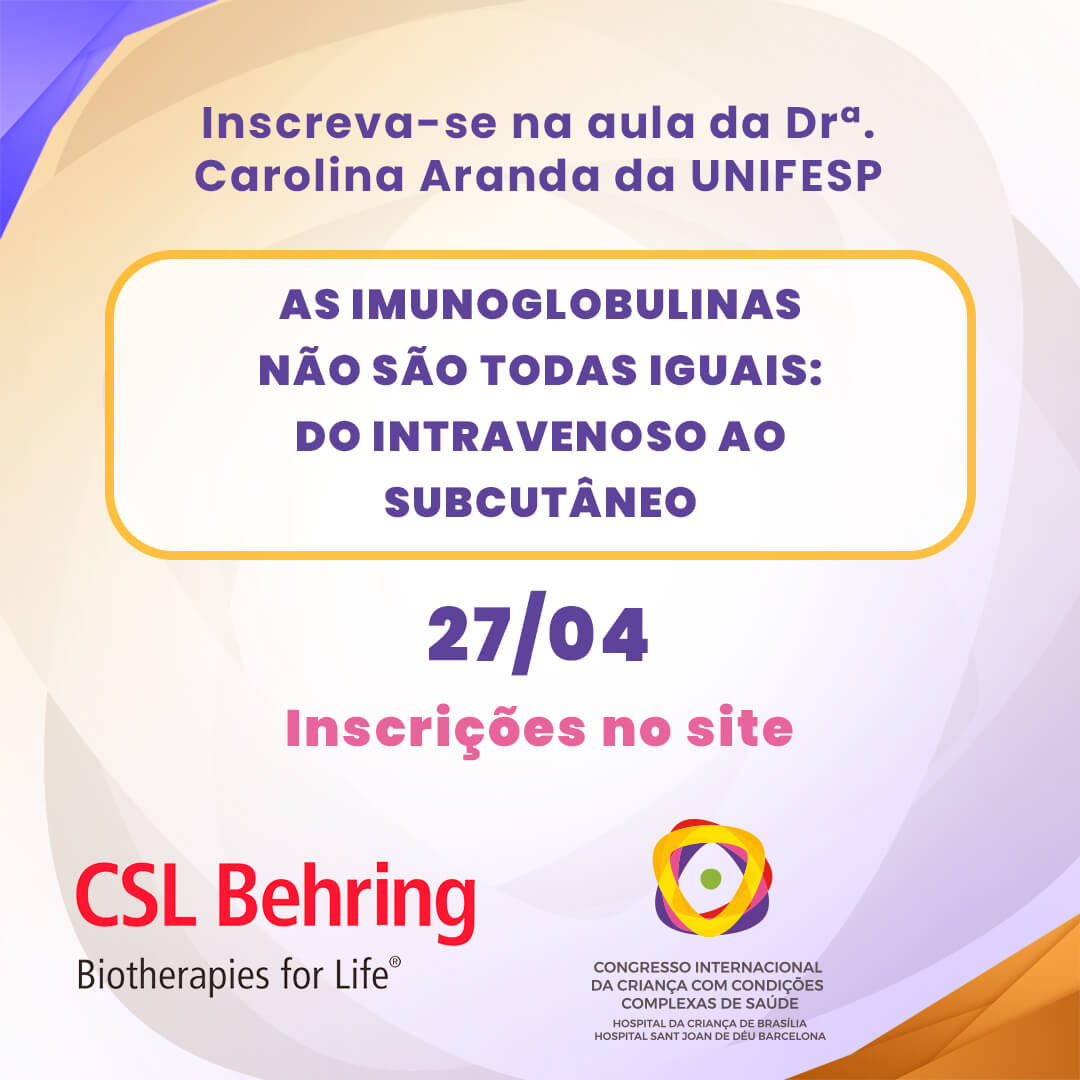 Inscreva-se na aula da Drª.
Carolina Aranda da UNIFESP
AS IMUNOGLOBULINAS
NÃO SÃO TODAS IGUAIS:
DO INTRAVENOSO AO
SUBCUTÂNEO
27/04
Inscrições no site
CSL Behring
Biotherapies for Life®
CONGRESSO INTERNACIONAL
DA CRIANÇA COM CONDIÇÕES
COMPLEXAS DE SAÚDE
HOSPITAL DA CRIANÇA DE BRASÍLIA
HOSPITAL SANT JOAN DE DÉU BARCELONA